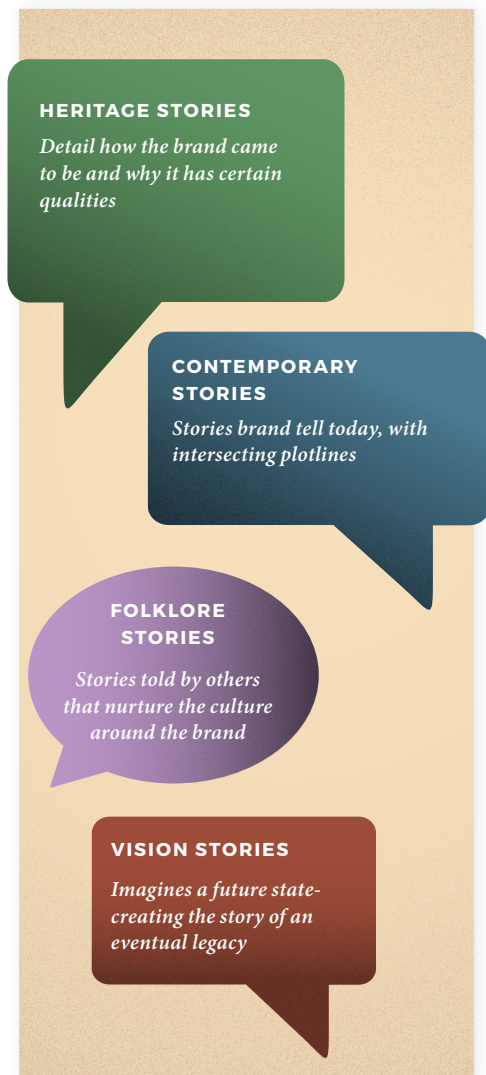 HERITAGE STORIES
Detail how the brand came
to be and why it has certain
qualities
CONTEMPORARY
STORIES
Stories brand tell today, with
intersecting plotlines
FOLKLORE
STORIES
Stories told by others
that nurture the culture
around the brand
VISION STORIES
Imagines a future state-
creating the story of an
eventual legacy